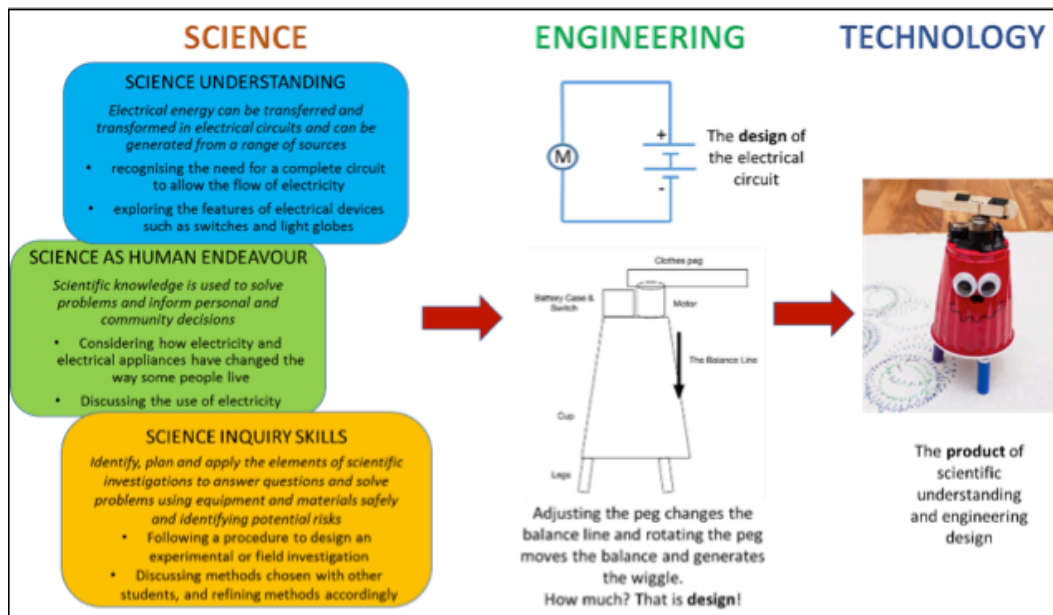 SCIENCE
SCIENCE UNDERSTANDING
Electrical energy can be transferred and
transformed in electrical circuits and can be
generated from a range of sources
• recognising the need for a complete circuit
to allow the flow of electricity
• exploring the features of electrical devices
such as switches and light globes
SCIENCE AS HUMAN ENDEAVOUR
Scientific knowledge is used to solve
problems and inform personal and
community decisions
• Considering how electricity and
electrical appliances have changed the
way some people live
• Discussing the use of electricity
SCIENCE INQUIRY SKILLS
Identify, plan and apply the elements of scientific
investigations to answer questions and solve
problems using equipment and materials safely
and identifying potential risks
• Following a procedure to design an
experimental or field investigation
• Discussing methods chosen with other
students, and refining methods accordingly
ENGINEERING
M
+
-
The design of
the electrical
circuit
Clothes peg
Battery Case &
Switch
Motor
The Balance Line
Cup
Legs
Adjusting the peg changes the
balance line and rotating the peg
moves the balance and generates
the wiggle.
How much? That is design!
TECHNOLOGY
The product of
scientific
understanding
and engineering
design